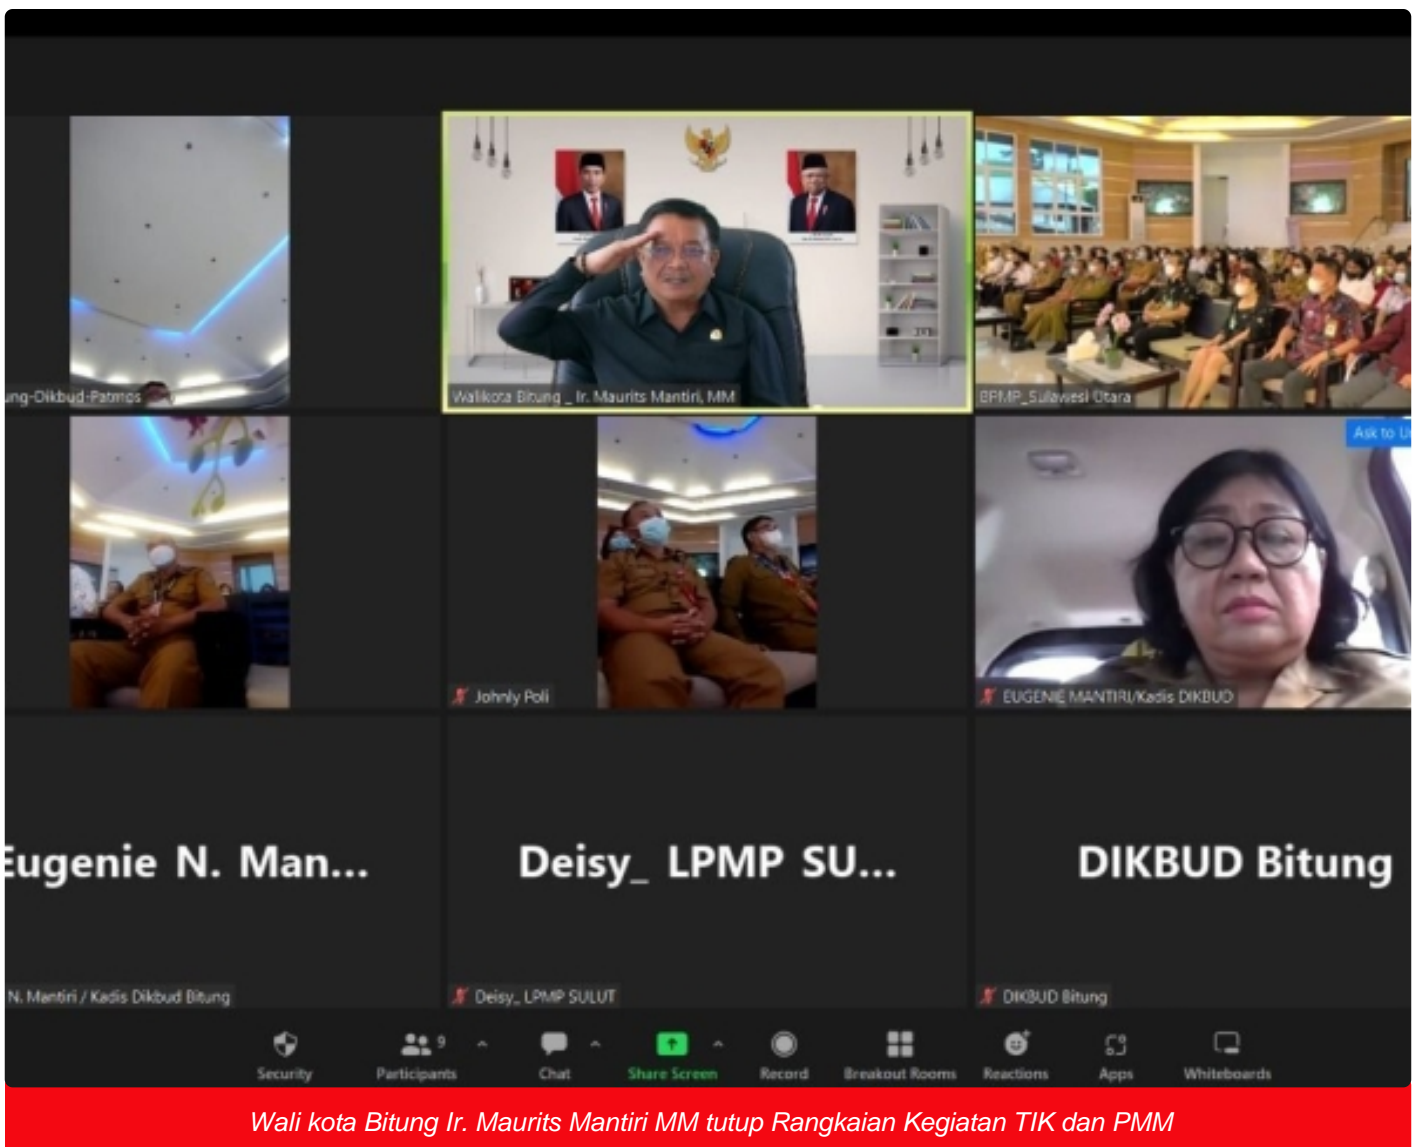 ung-Dikbud-Patmos
Walikota Bitung _ Ir. Maurits Mantiri, MM
BPMP_Sulawesi Utara
Ask to U
Johnly Poli
EUGENIE MANTIRI/Kadis DIKBUD
Eugenie N. Man...
Deisy_ LPMP SU...
DIKBUD Bitung
N. Mantiri / Kadis Dikbud Bitung
Deisy_ LPMP SULUT
DIKBUD Bitung
9
Security
Participants
Chat
Share Screen
Record
Breakout Rooms
Reactions
Apps
Whiteboards
Wali kota Bitung Ir. Maurits Mantiri MM tutup Rangkaian Kegiatan TIK dan PMM